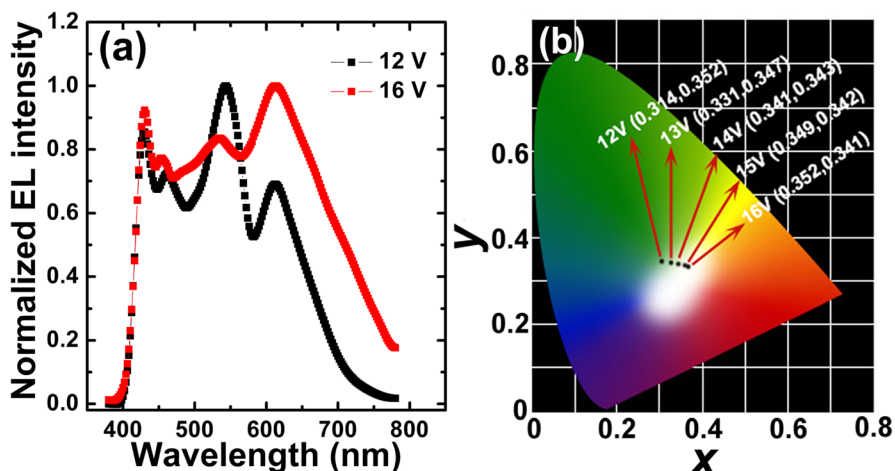 (a)
12 V
16 V
Normalized EL intensity
1.2
1.0
0.8
0.6
0.4
0.2
0.0
400 500 600 700 800
Wavelength (nm)
(b)
12V (0.314,0.352)
13V (0.331,0.347)
14V (0.341,0.343)
15V (0.349,0.342)
16V (0.352,0.341)
y
0.8
0.6
0.4
0.2
0
0 0.2 0.4 0.6 0.8
x